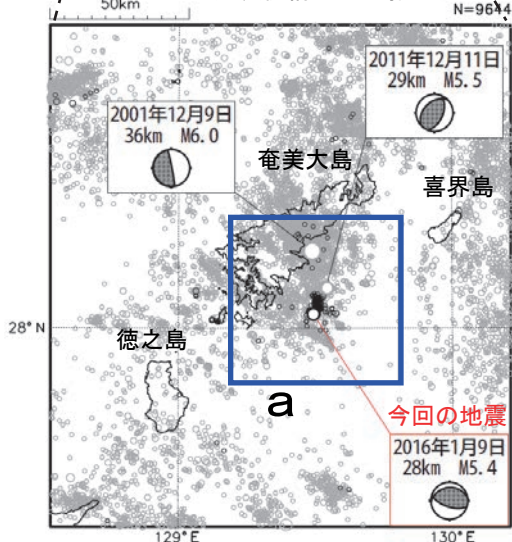 50km
N=9644
2011年12月11日
29km M5.5
2001年12月9日
36km M6.0
奄美大島
喜界島
28°N
徳之島
a
今回の地震
2016年1月9日
28km M5.4
129°E
130°E